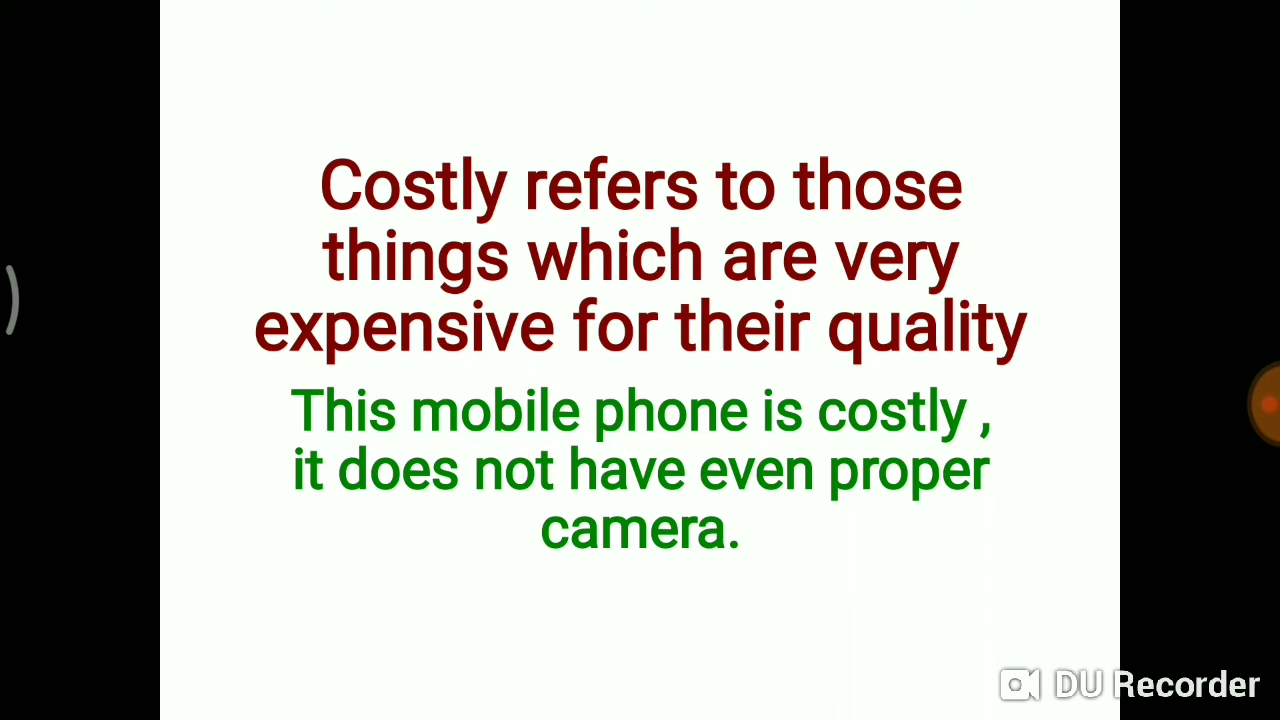 Costly refers to those
things which are very
expensive for their quality
This mobile phone is costly ,
it does not have even proper
camera.
DU Recorder